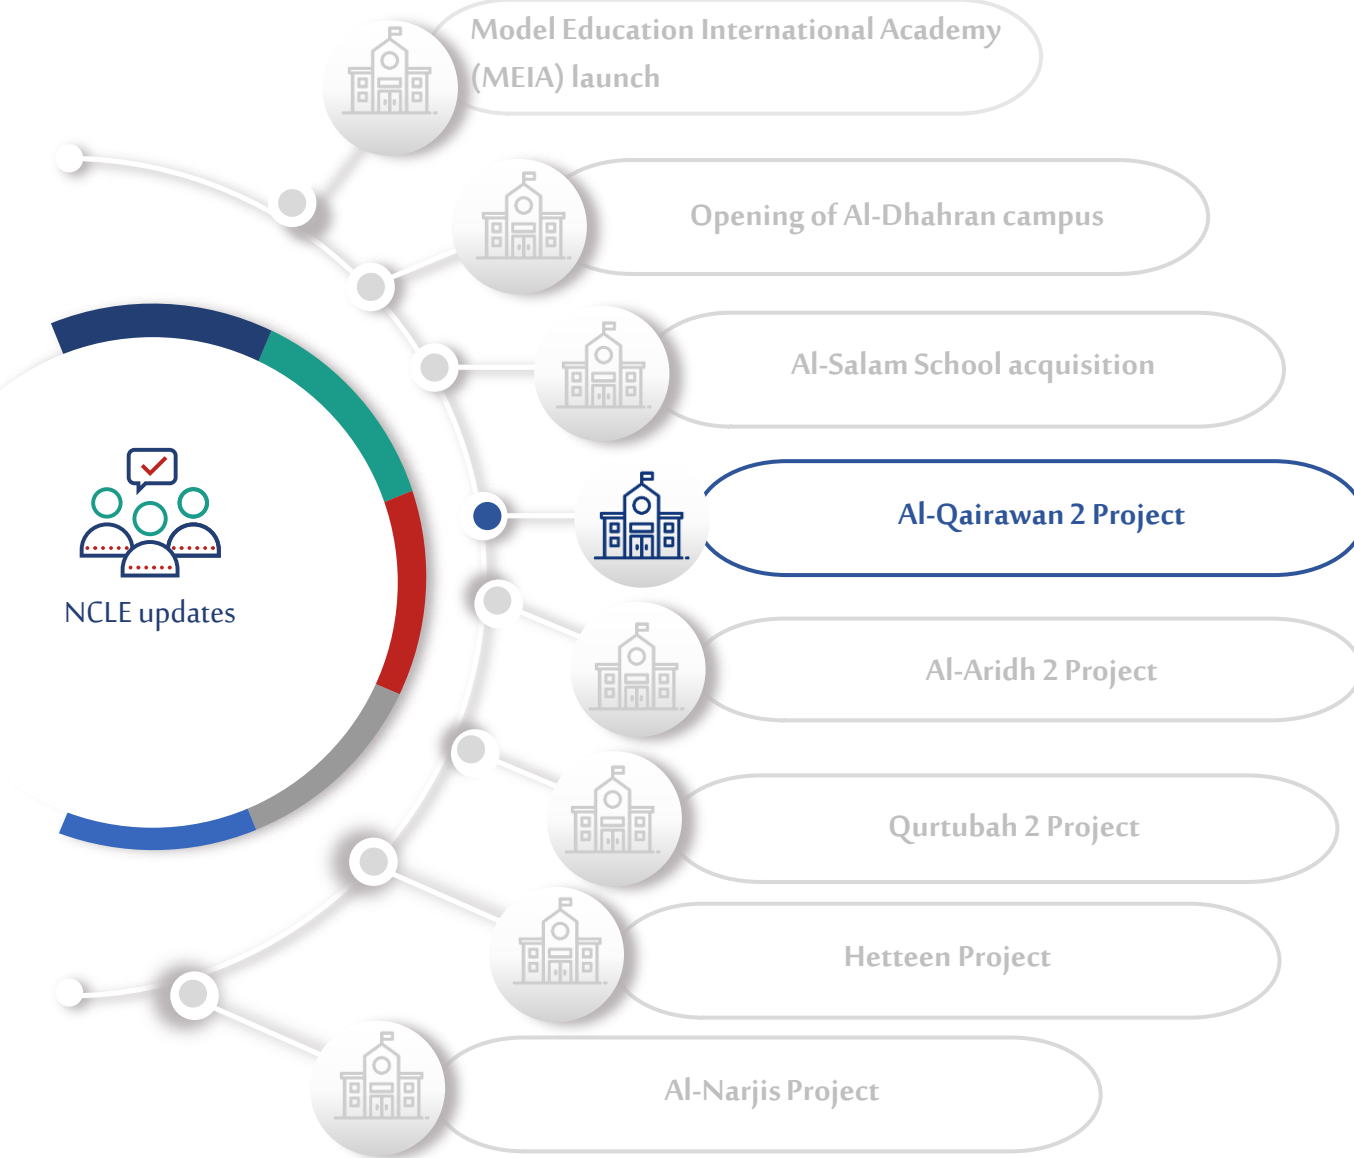 Model Education International Academy
(MEIA) launch
Opening of Al-Dhahran campus
Al-Salam School acquisition
Al-Qairawan 2 Project
NCLE updates
Al-Aridh 2 Project
Qurtubah 2 Project
Hetteen Project
Al-Narjis Project